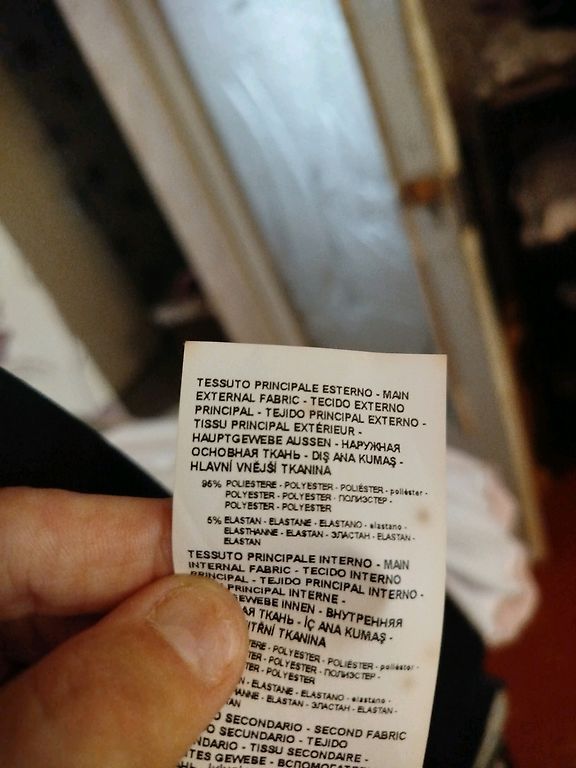 TESSUTO PRINCIPALE ESTERNO - MAIN
EXTERNAL FABRIC - TECIDO EXTERNO
PRINCIPAL - TEJIDO PRINCIPAL EXTERNO -
TISSU PRINCIPAL EXTÉRIEUR -
HAUPTGEWEBE AUSSEN - НАРУЖНАЯ
ОСНОВНАЯ ТКАНЬ - DIŞ ANA KUMAŞ -
HLAVNÍ VNĚJŠÍ TKANINA
95% POLIESTERE - POLYESTER - POLIÉSTER - poliéster -
POLYESTER - POLYESTER - ПОЛИЭСТЕР -
POLYESTER - POLYESTER
5% ELASTAN - ELASTANE - ELASTANO - elastano -
ELASTHANNE - ELASTAN - ЭЛАСТАН - ELASTAN -
ELASTAN
TESSUTO PRINCIPALE INTERNO - MAIN
INTERNAL FABRIC - TECIDO INTERNO
PRINCIPAL - TEJIDO PRINCIPAL INTERNO -
PRINCIPAL INTERNE -
GEWEBE INNEN - ВНУТРЕННЯЯ
ТКАНЬ - İÇ ANA KUMAŞ -
TKANINA
- POLYESTER - POLIÉSTER - poliéster -
- POLYESTER - ПОЛИЭСТЕР -
- POLYESTER
- ELASTANE - ELASTANO - elastano -
- ELASTAN - ЭЛАСТАН - ELASTAN -
SECONDARIO - SECOND FABRIC
SECUNDARIO - TEJIDO
- TISSU SECONDAIRE -
GEWEBE -